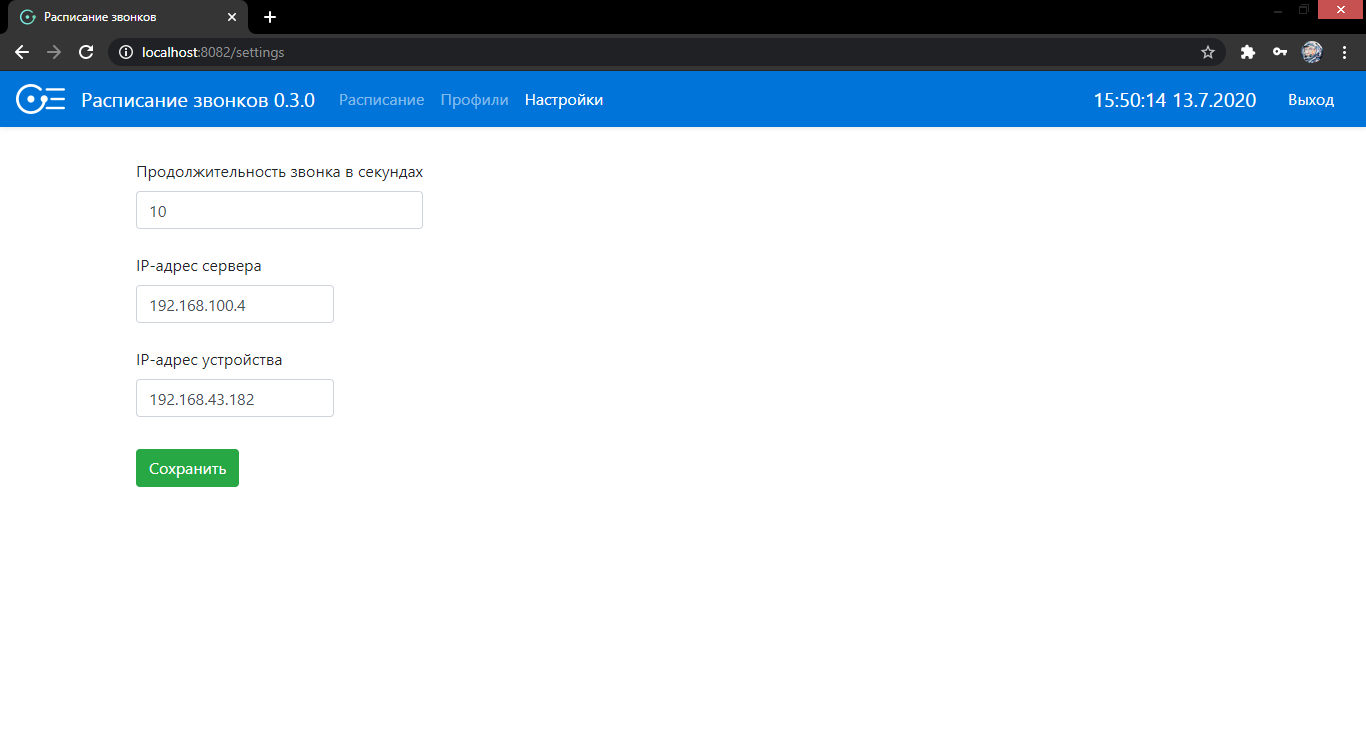 Расписание звонков
localhost:8082/settings
Расписание звонков 0.3.0 Расписание Профили Настройки 15:50:14 13.7.2020 Выход
Продолжительность звонка в секундах
10
IP-адрес сервера
192.168.100.4
IP-адрес устройства
192.168.43.182
Сохранить